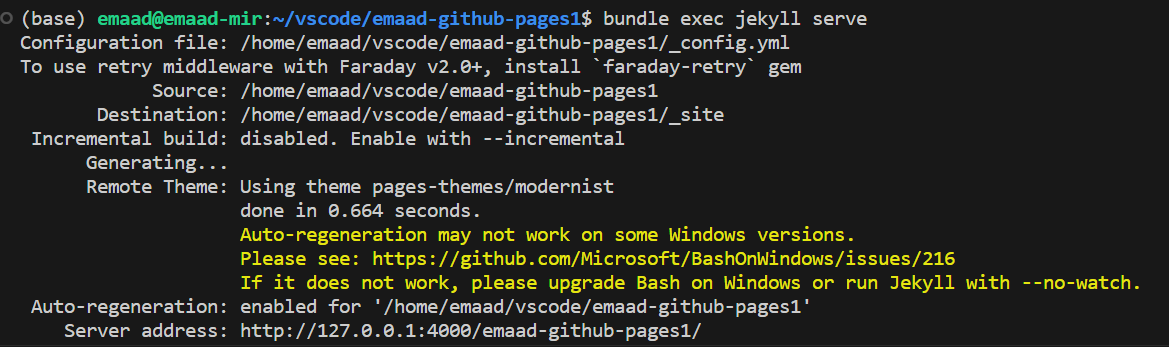 (base) emaad@emaad-mir:~/vscode/emaad-github-pages1$ bundle exec jekyll serve
Configuration file: /home/emaad/vscode/emaad-github-pages1/_config.yml
To use retry middleware with Faraday v2.0+, install `faraday-retry` gem
Source: /home/emaad/vscode/emaad-github-pages1
Destination: /home/emaad/vscode/emaad-github-pages1/_site
Incremental build: disabled. Enable with --incremental
Generating...
Remote Theme: Using theme pages-themes/modernist
done in 0.664 seconds.
Auto-regeneration may not work on some Windows versions.
Please see: https://github.com/Microsoft/BashOnWindows/issues/216
If it does not work, please upgrade Bash on Windows or run Jekyll with --no-watch.
Auto-regeneration: enabled for '/home/emaad/vscode/emaad-github-pages1'
Server address: http://127.0.0.1:4000/emaad-github-pages1/